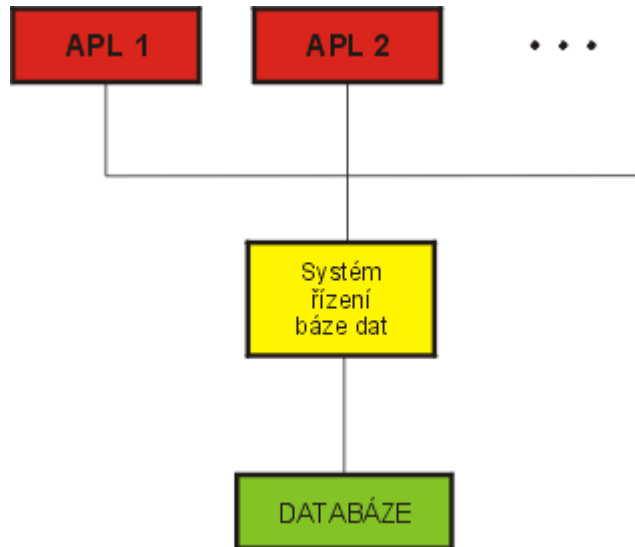 APL 1
APL 2
• • •
Systém
řízení
báze dat
DATABÁZE